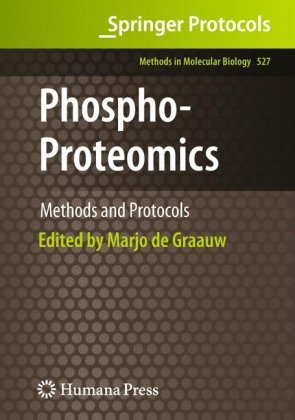 Springer Protocols
Methods in Molecular Biology 527
Phospho-
Proteomics
Methods and Protocols
Edited by Marjo de Graauw
Humana Press